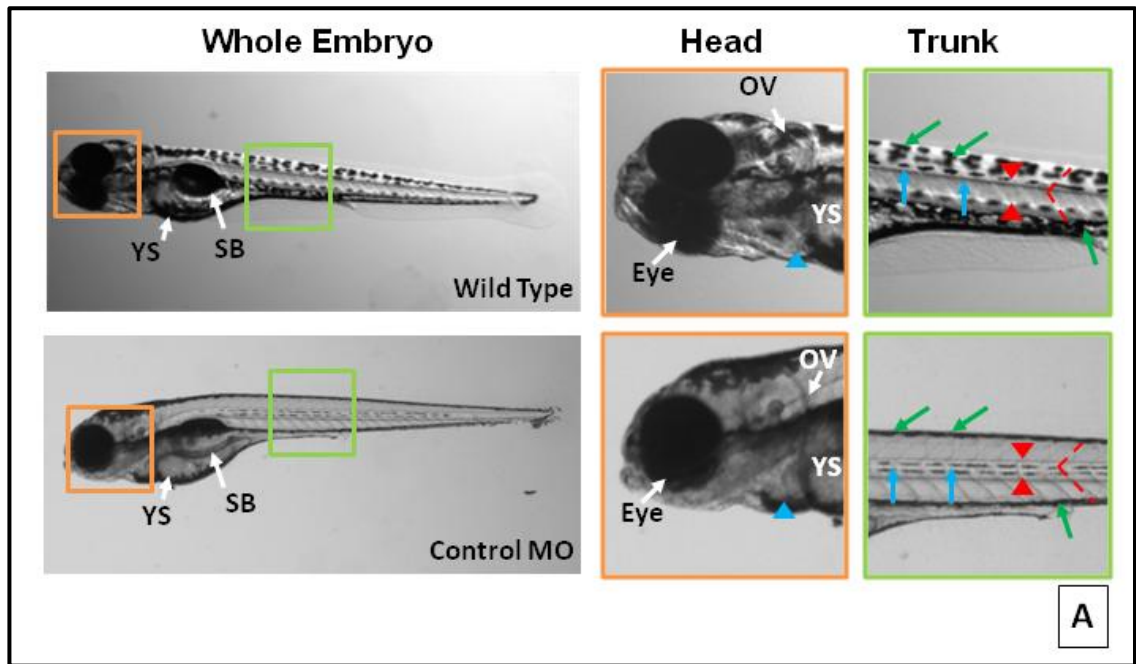 Whole Embryo Head Trunk
OV
YS SB
Eye
YS
Wild Type
OV
YS SB
Eye
YS
Control MO
A